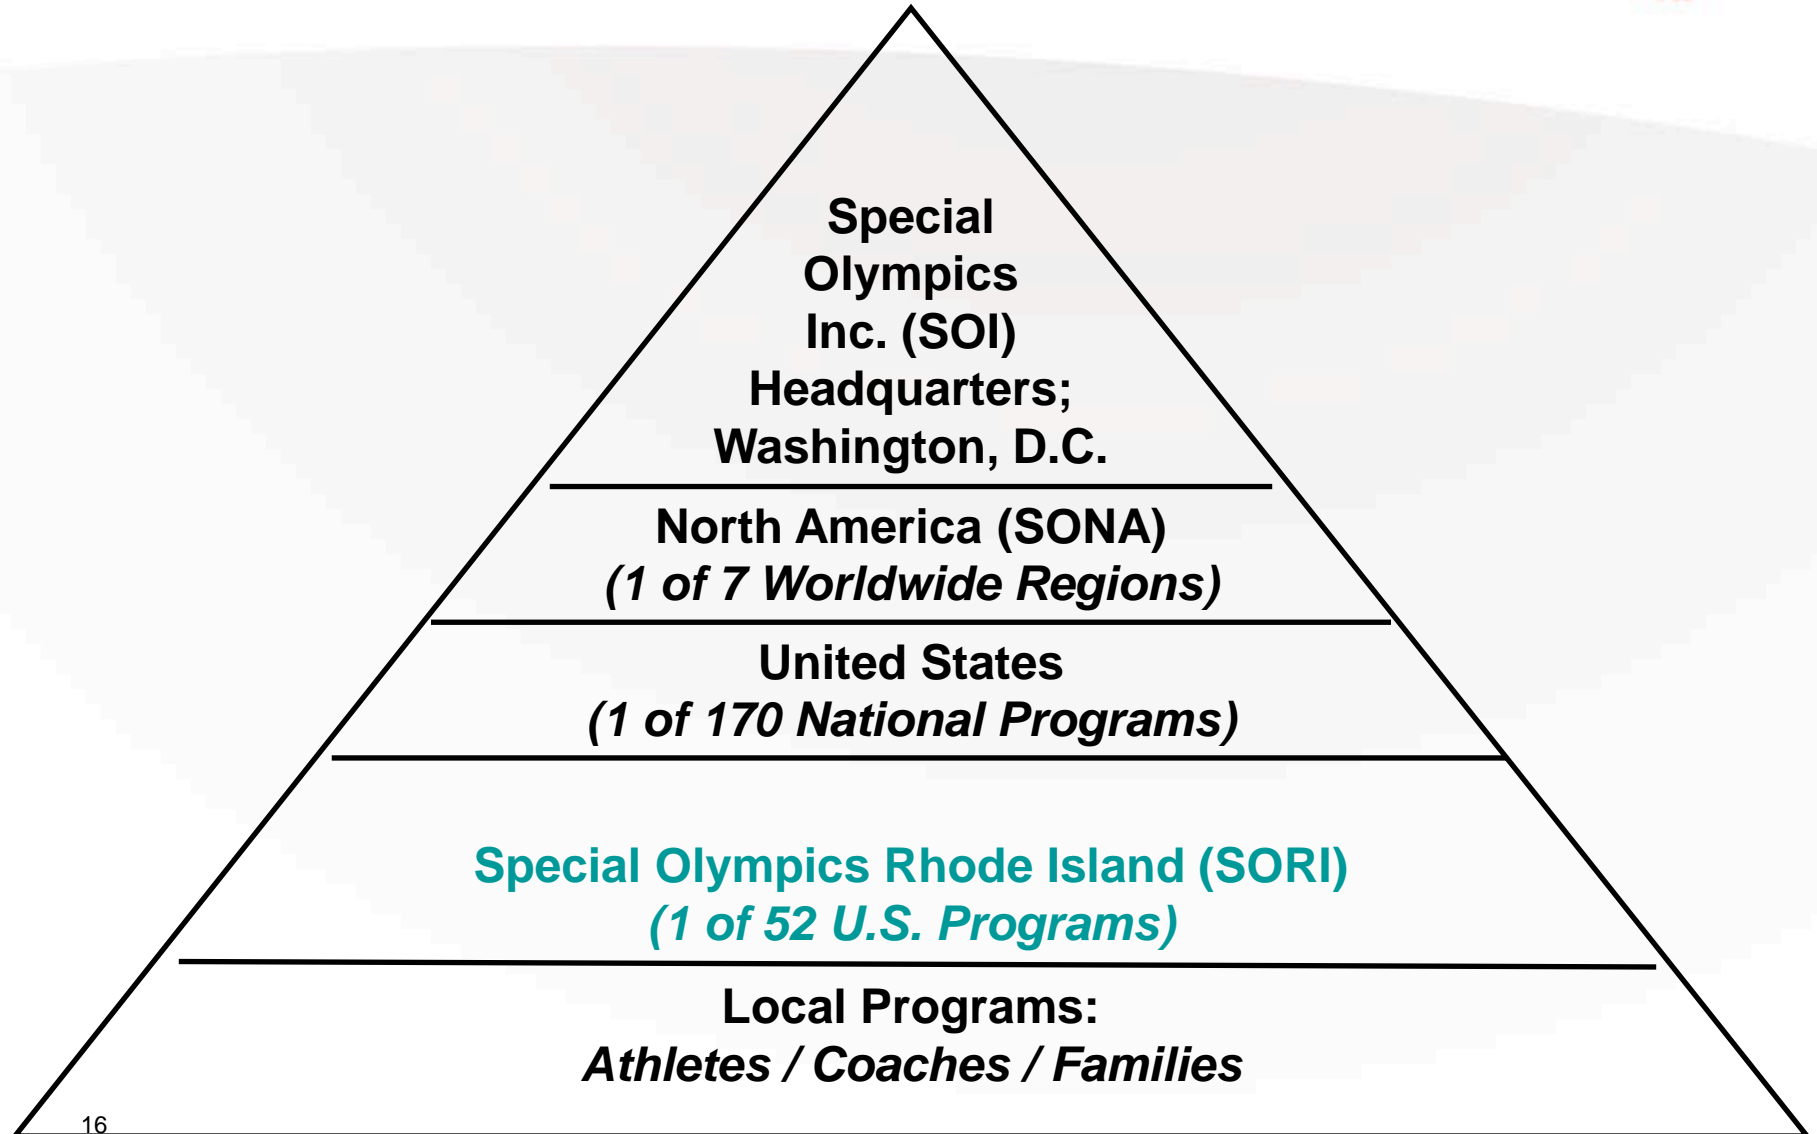 Special
Olympics
Inc. (SOI)
Headquarters;
Washington, D.C.
North America (SONA)
(1 of 7 Worldwide Regions)
United States
(1 of 170 National Programs)
Special Olympics Rhode Island (SORI)
(1 of 52 U.S. Programs)
Local Programs:
Athletes / Coaches / Families
16